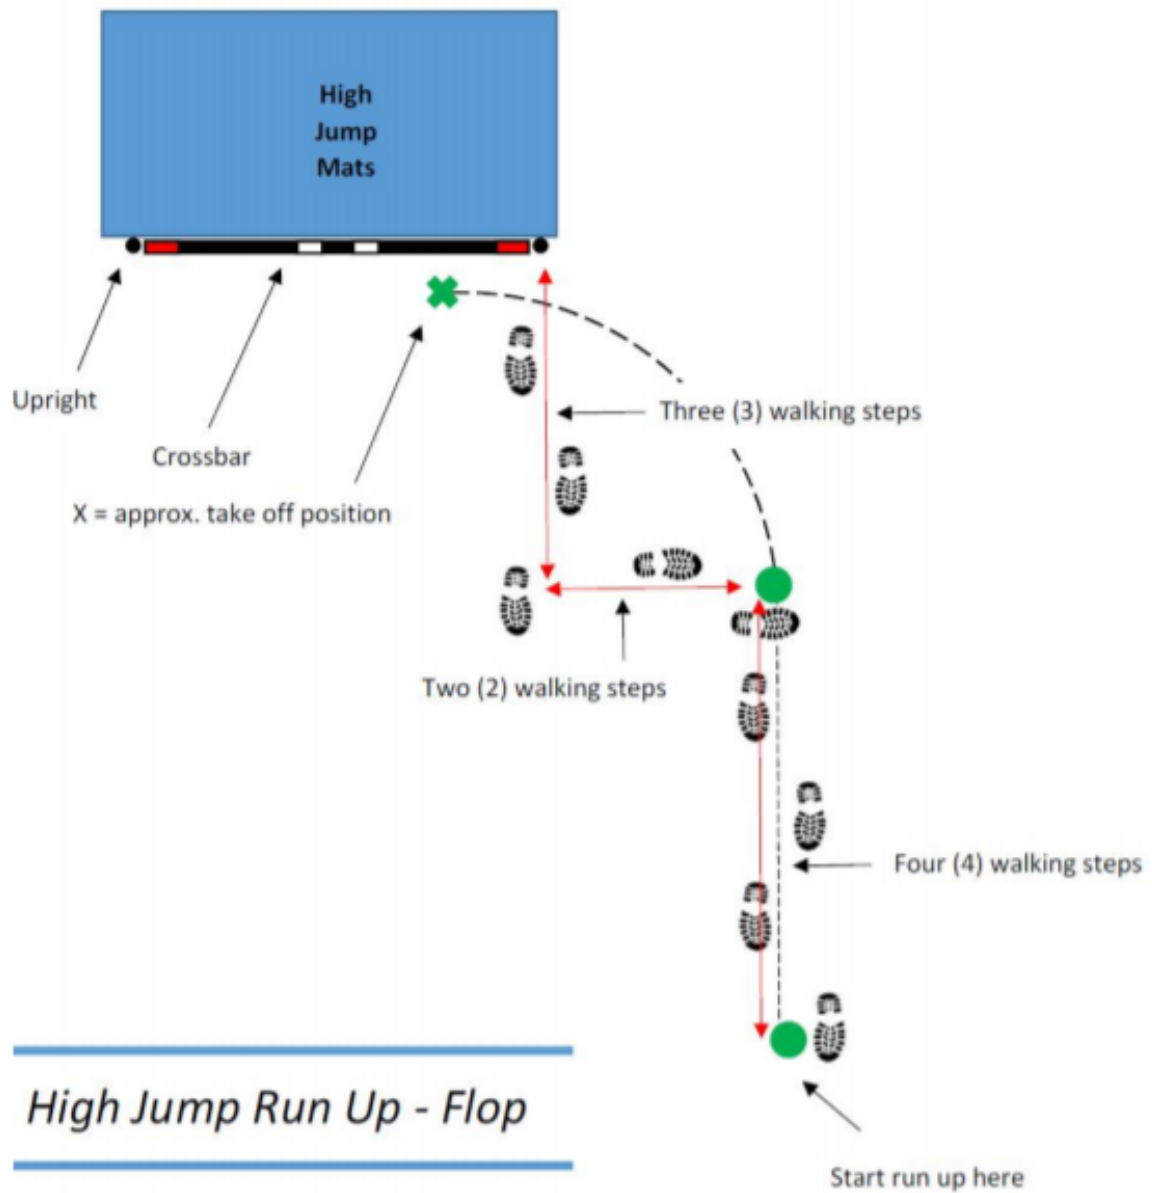 High
Jump
Mats
Upright
Three (3) walking steps
Crossbar
X = approx. take off position
Two (2) walking steps
Four (4) walking steps
High Jump Run Up - Flop
Start run up here